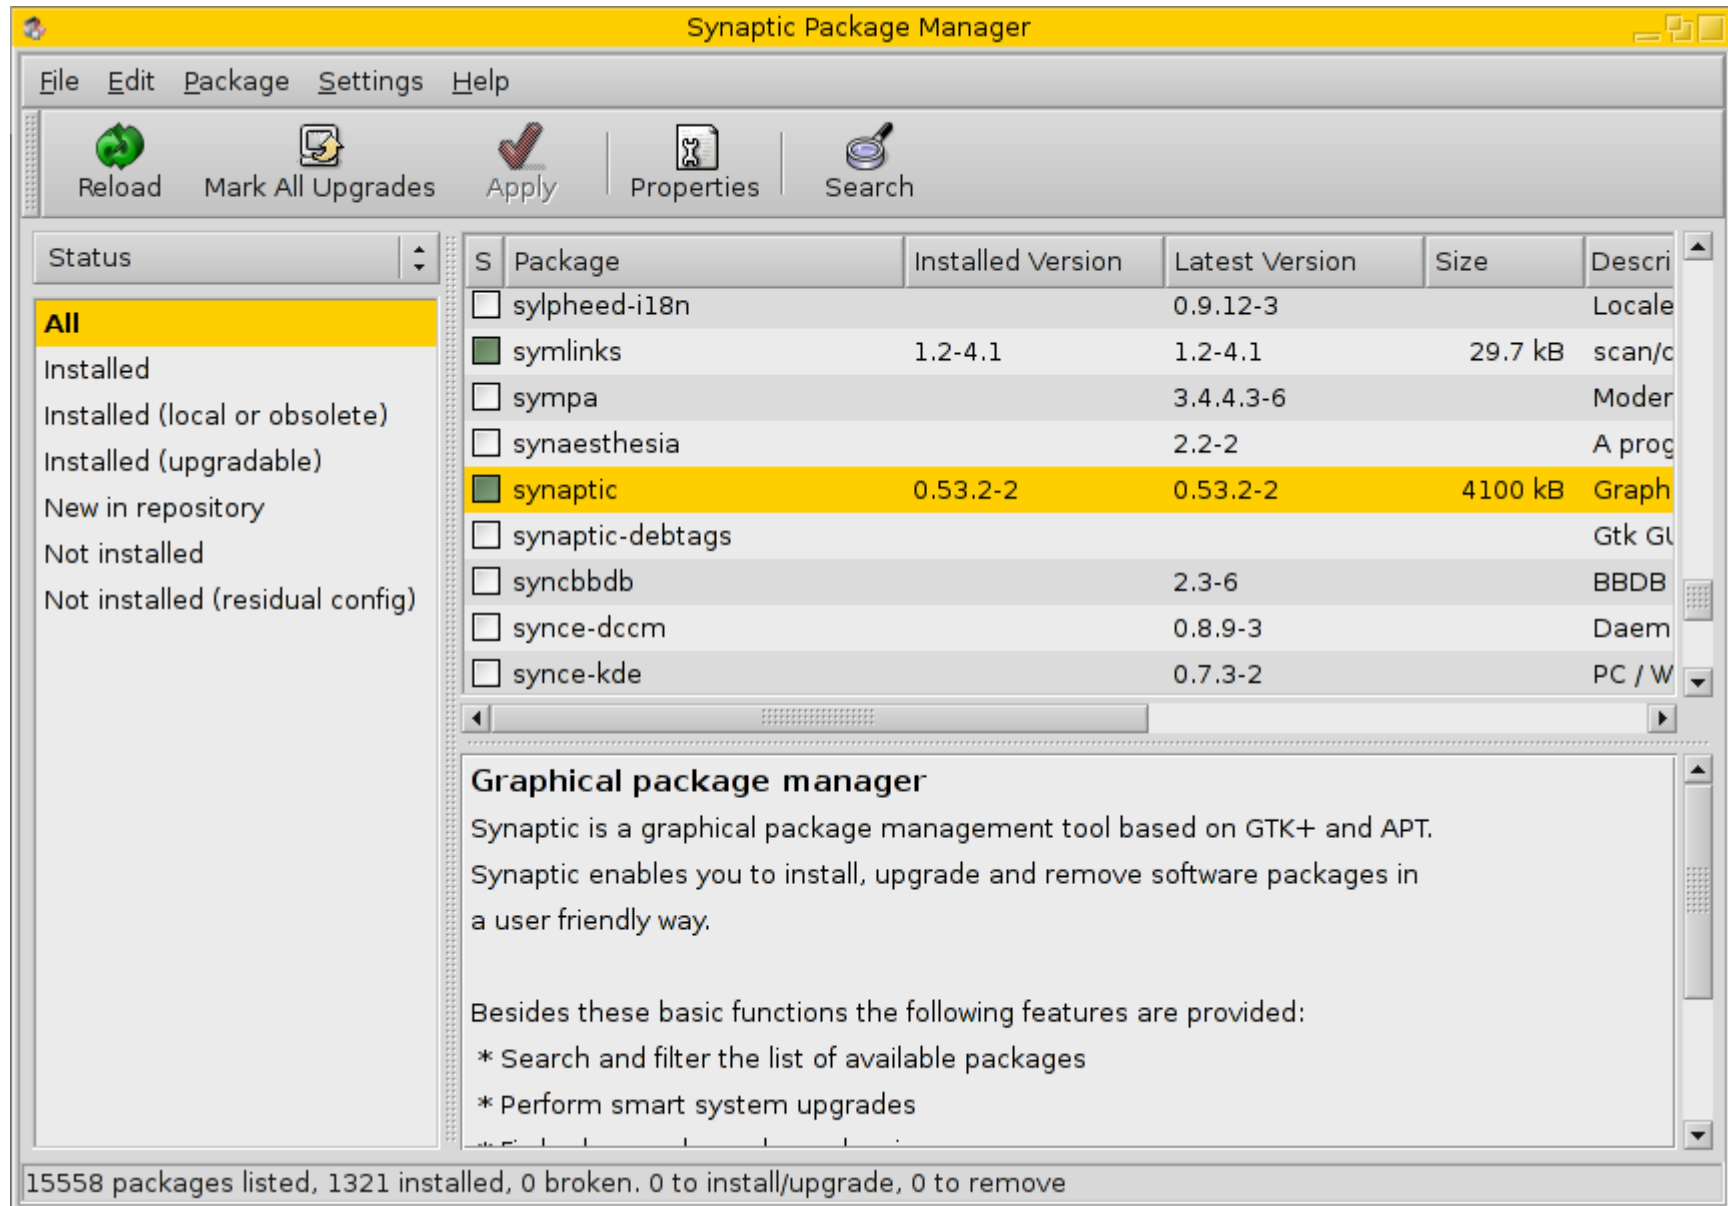 Synaptic Package Manager
File Edit Package Settings Help
Reload Mark All Upgrades Apply Properties Search
Status
All
Installed
Installed (local or obsolete)
Installed (upgradable)
New in repository
Not installed
Not installed (residual config)
S Package Installed Version Latest Version Size Descri
sylpheed-i18n 0.9.12-3 Locale
symlinks 1.2-4.1 1.2-4.1 29.7 kB scan/c
sympa 3.4.4.3-6 Moder
synaesthesia 2.2-2 A prog
synaptic 0.53.2-2 0.53.2-2 4100 kB Graph
synaptic-debtags Gtk GU
syncbbdb 2.3-6 BBDB
synce-dccm 0.8.9-3 Daem
synce-kde 0.7.3-2 PC / W
Graphical package manager
Synaptic is a graphical package management tool based on GTK+ and APT.
Synaptic enables you to install, upgrade and remove software packages in
a user friendly way.
Besides these basic functions the following features are provided:
* Search and filter the list of available packages
* Perform smart system upgrades
15558 packages listed, 1321 installed, 0 broken. 0 to install/upgrade, 0 to remove